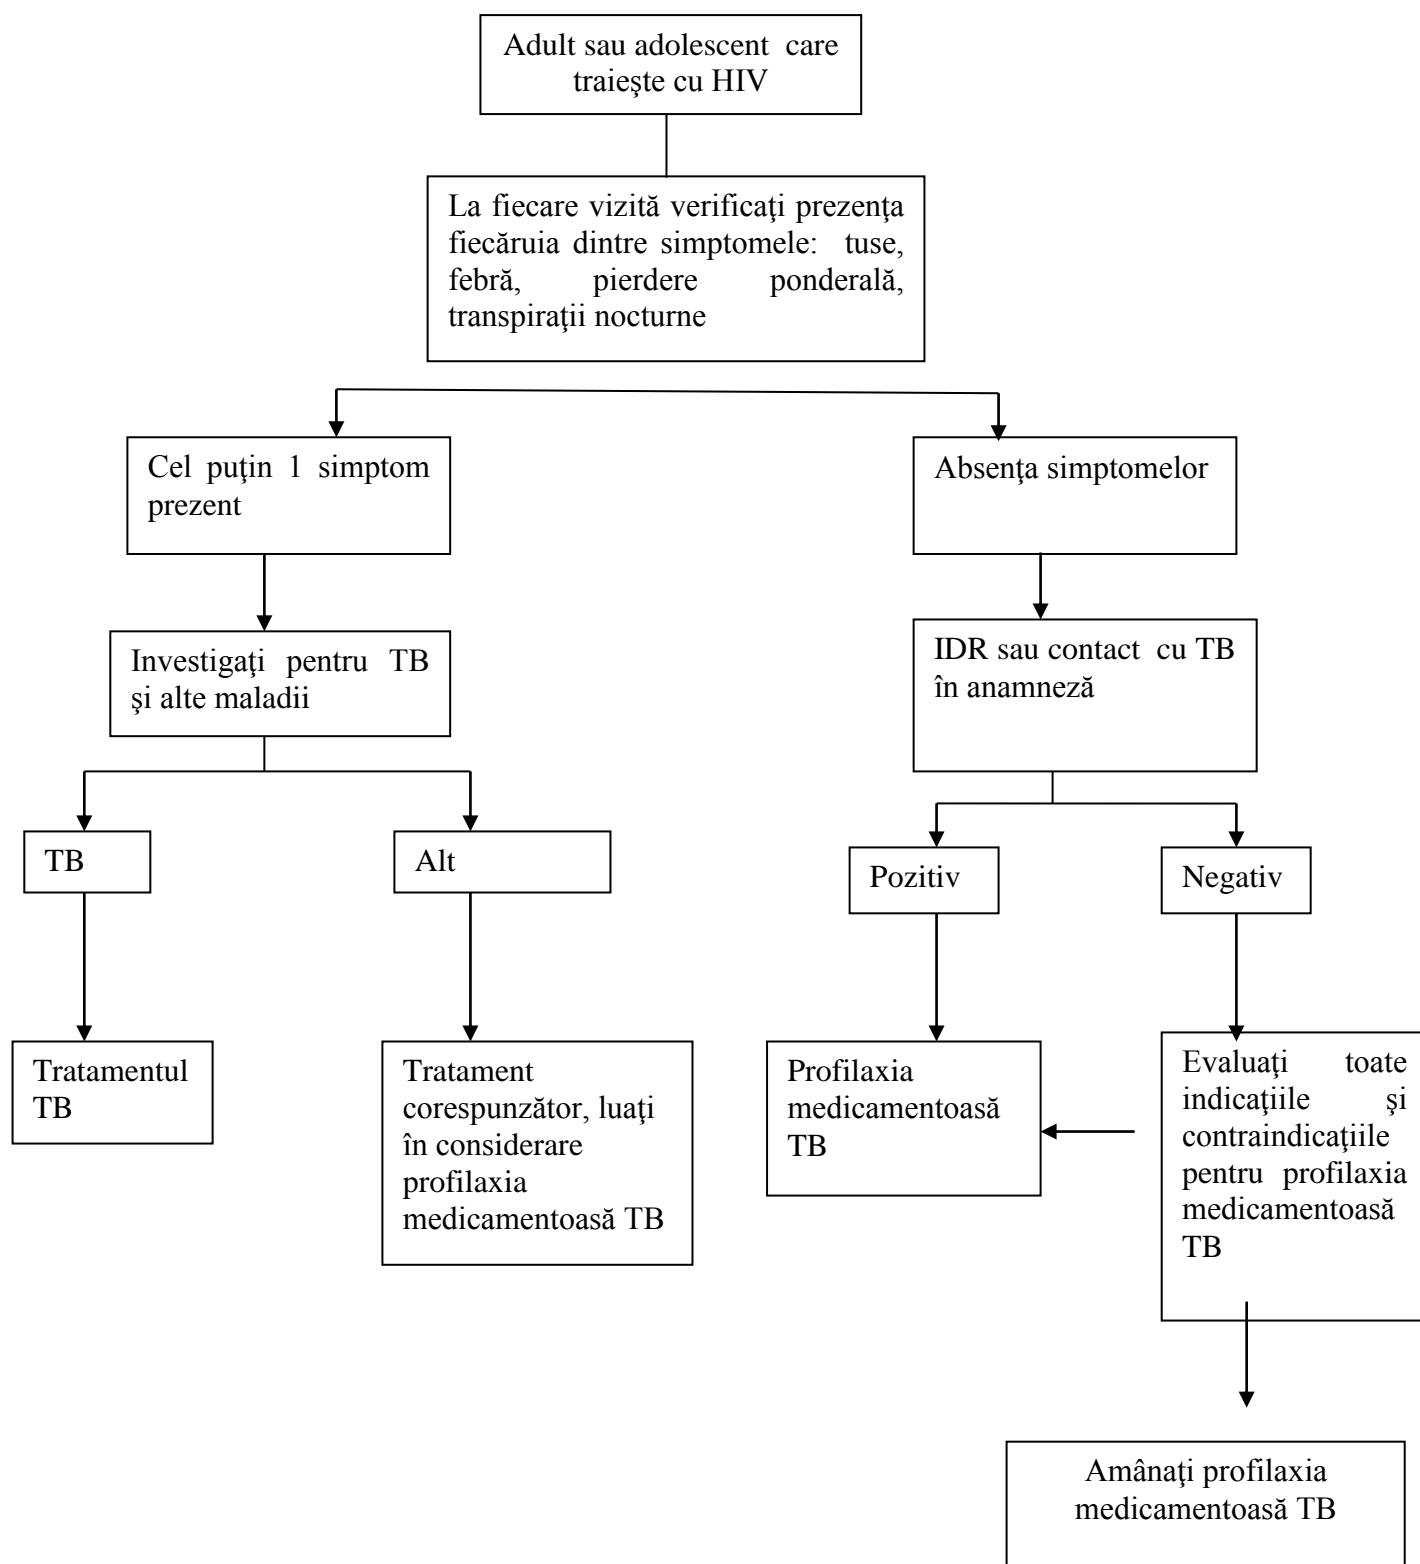 Adult sau adolescent care
traieşte cu HIV
La fiecare vizită verificaţi prezenţa
fiecăruia dintre simptomele: tuse,
febră, pierdere ponderală,
transpiraţii nocturne
Cel puţin 1 simptom
prezent
Absenţa simptomelor
Investigaţi pentru TB
şi alte maladii
IDR sau contact cu TB
în anamneză
TB
Alt
Pozitiv
Negativ
Tratamentul
TB
Tratament
corespunzător, luaţi
în considerare
profilaxia
medicamentoasă TB
Profilaxia
medicamentoasă
TB
Evaluaţi toate
indicaţiile şi
contraindicaţiile
pentru profilaxia
medicamentoasă
TB
Amânaţi profilaxia
medicamentoasă TB